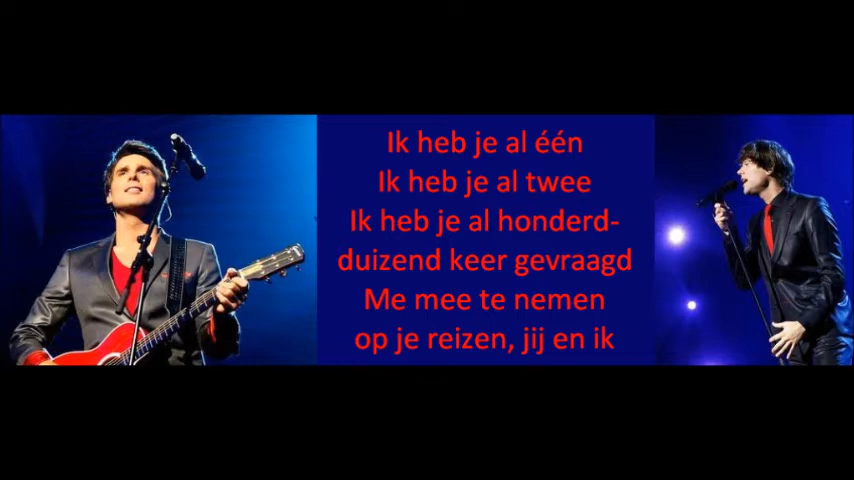 Ik heb je al één
Ik heb je al twee
Ik heb je al honderd-
duizend keer gevraagd
Me mee te nemen
op je reizen, jij en ik